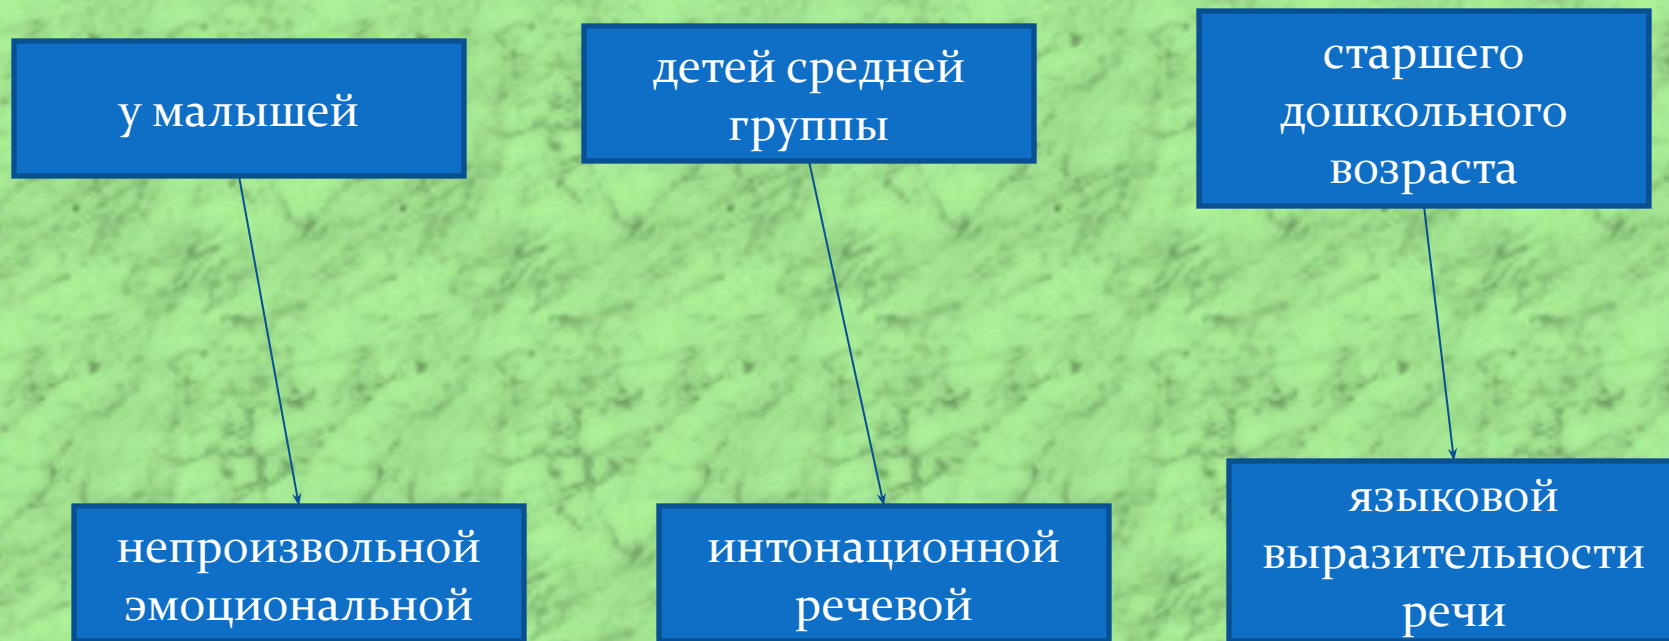 у малышей
детей средней
группы
старшего
дошкольного
возраста
непроизвольной
эмоциональной
интонационной
речевой
языковой
выразительности
речи